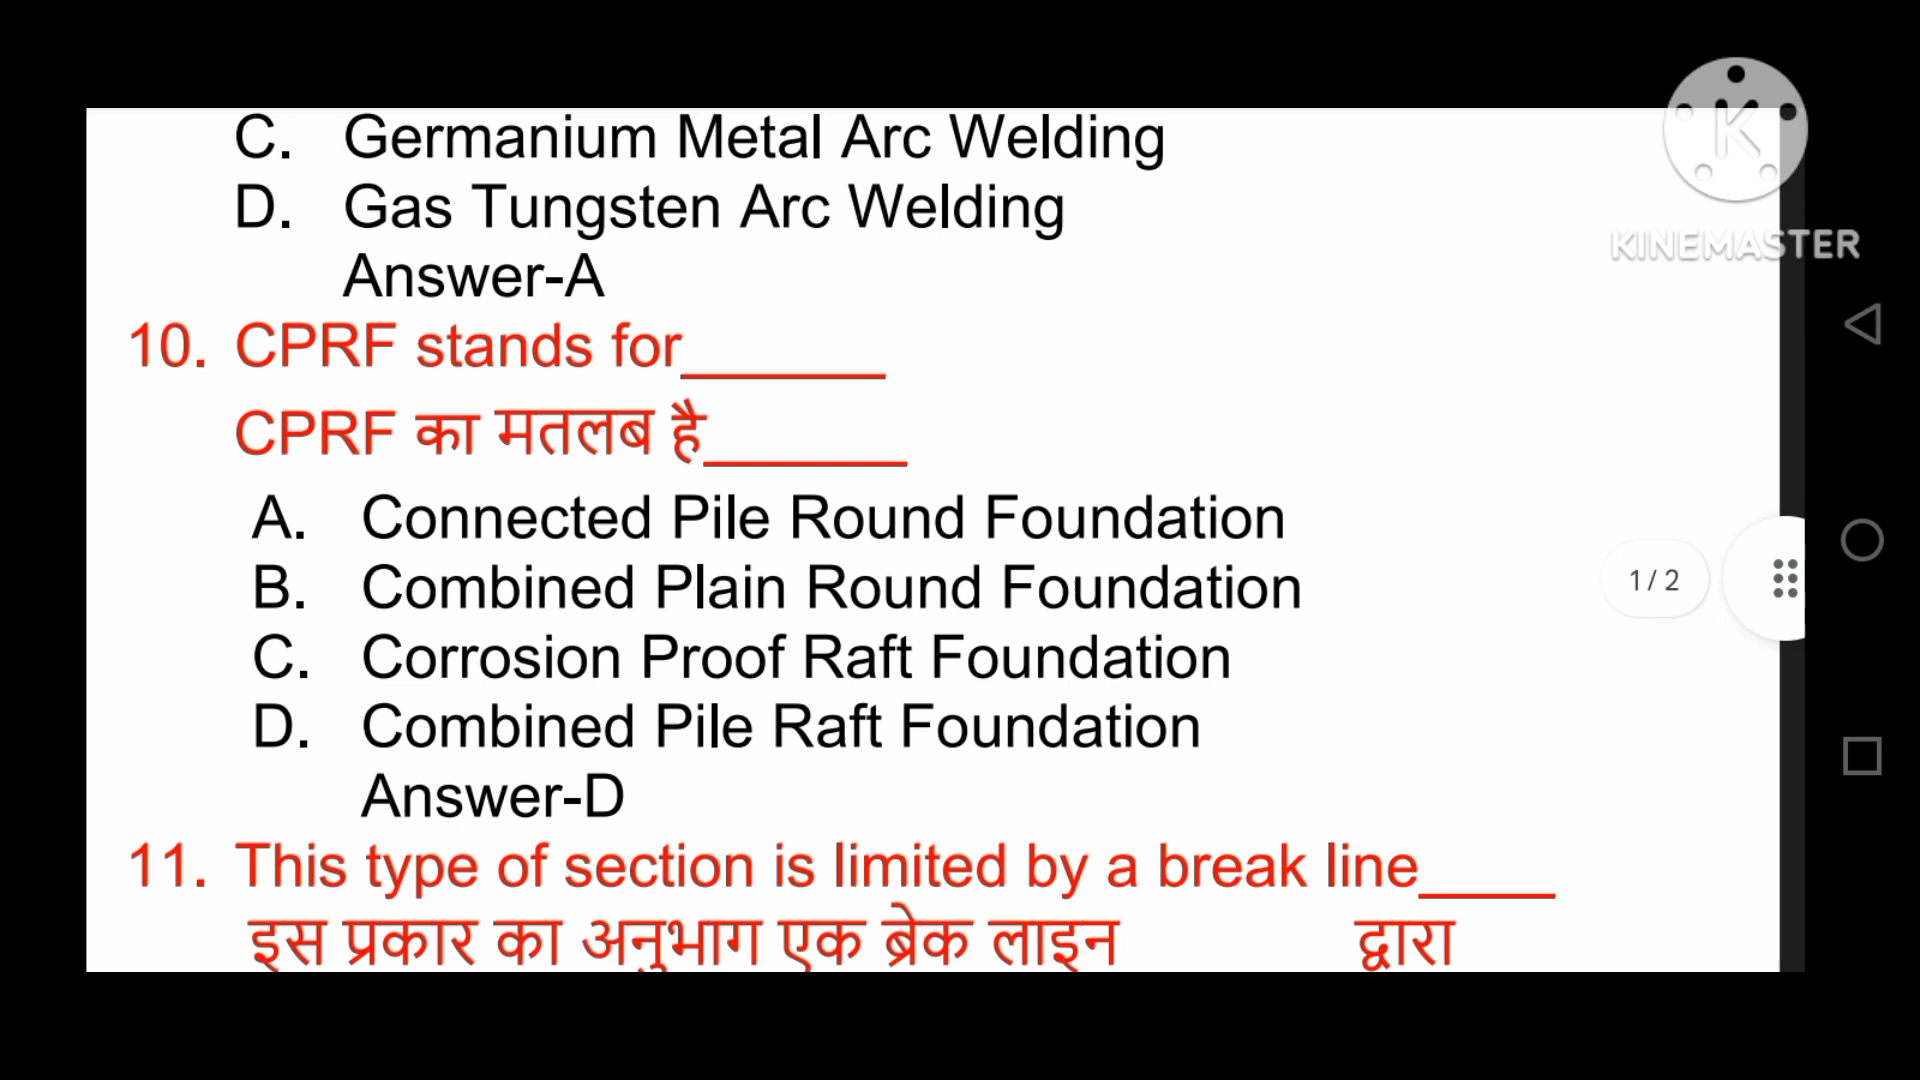 C. Germanium Metal Arc Welding
D. Gas Tungsten Arc Welding
Answer-A
10. CPRF stands for______
CPRF का मतलब है______
A. Connected Pile Round Foundation
B. Combined Plain Round Foundation
C. Corrosion Proof Raft Foundation
D. Combined Pile Raft Foundation
Answer-D
11. This type of section is limited by a break line____
इस प्रकार का अनुभाग एक ब्रेक लाइन द्वारा
1 / 2
K
KINEMASTER